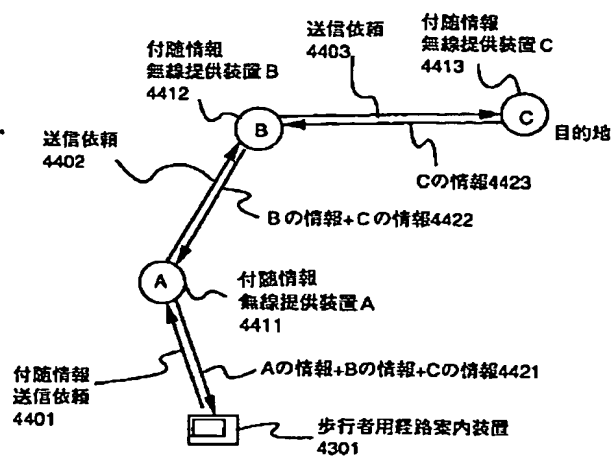 付随情報
無線提供装置B
4412
送信依頼
4403
付随情報
無線提供装置C
4413
B
C
目的地
送信依頼
4402
Cの情報4423
Bの情報+Cの情報4422
A
付随情報
無線提供装置A
4411
付随情報
送信依頼
4401
Aの情報+Bの情報+Cの情報4421
歩行者用経路案内装置
4301